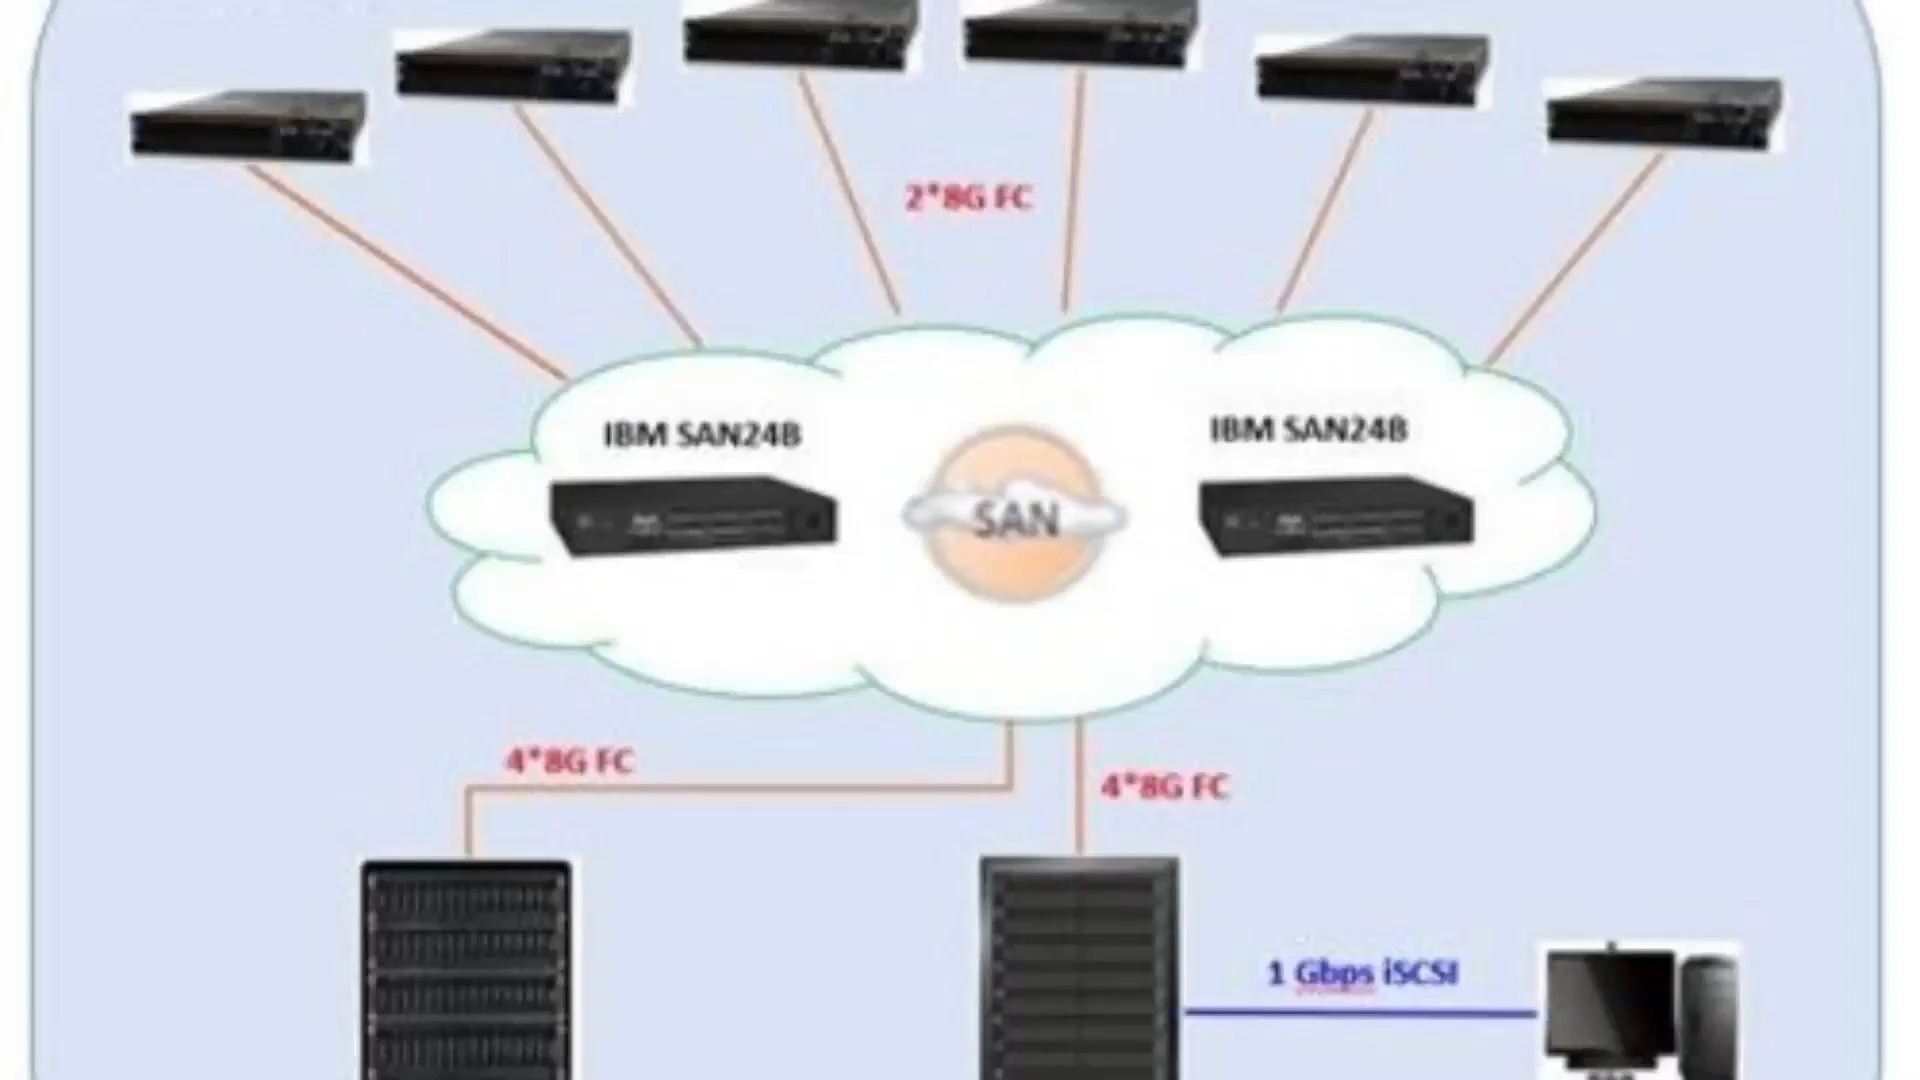 2*8G FC
IBM SAN24B
IBM SAN24B
SAN
4*8G FC
4*8G FC
1 Gbps iSCSI